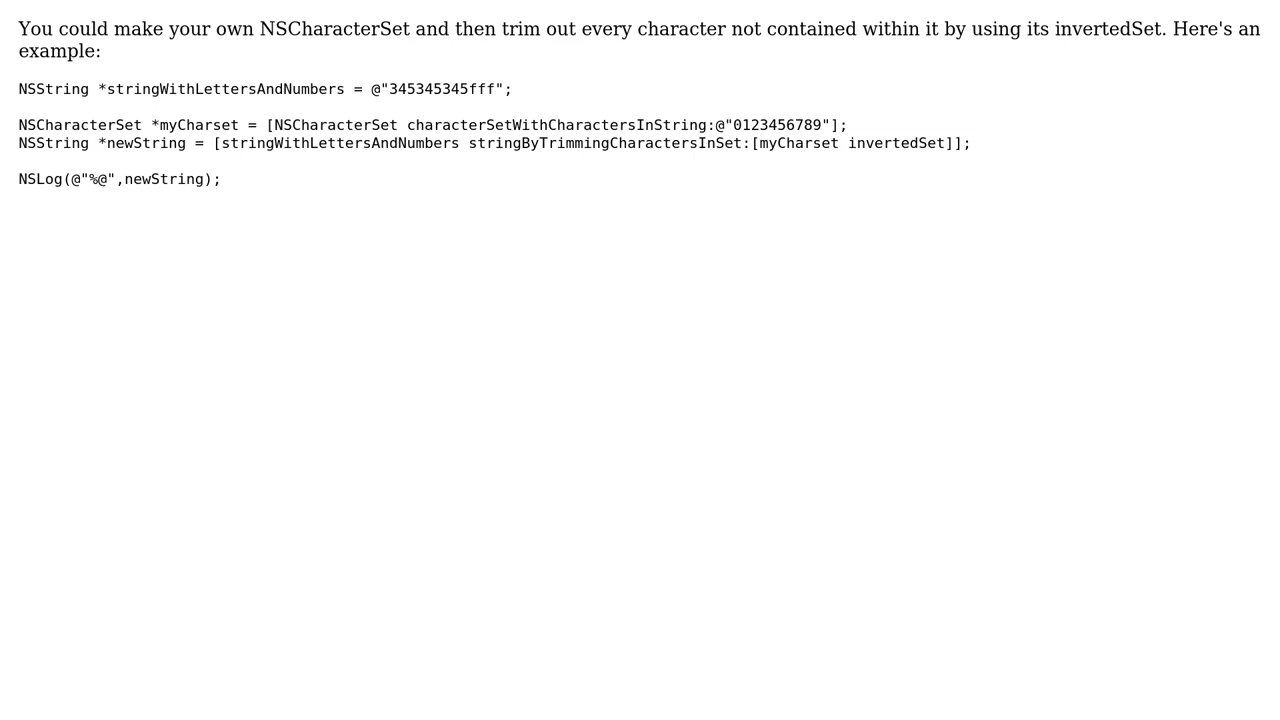 You could make your own NSCharacterSet and then trim out every character not contained within it by using its invertedSet. Here's an
example:
NSString *stringWithLettersAndNumbers = @"345345345fff";
NSCharacterSet *myCharset = [NSCharacterSet characterSetWithCharactersInString:@"0123456789"];
NSString *newString = [stringWithLettersAndNumbers stringByTrimmingCharactersInSet:[myCharset invertedSet]];
NSLog(@"%@",newString);